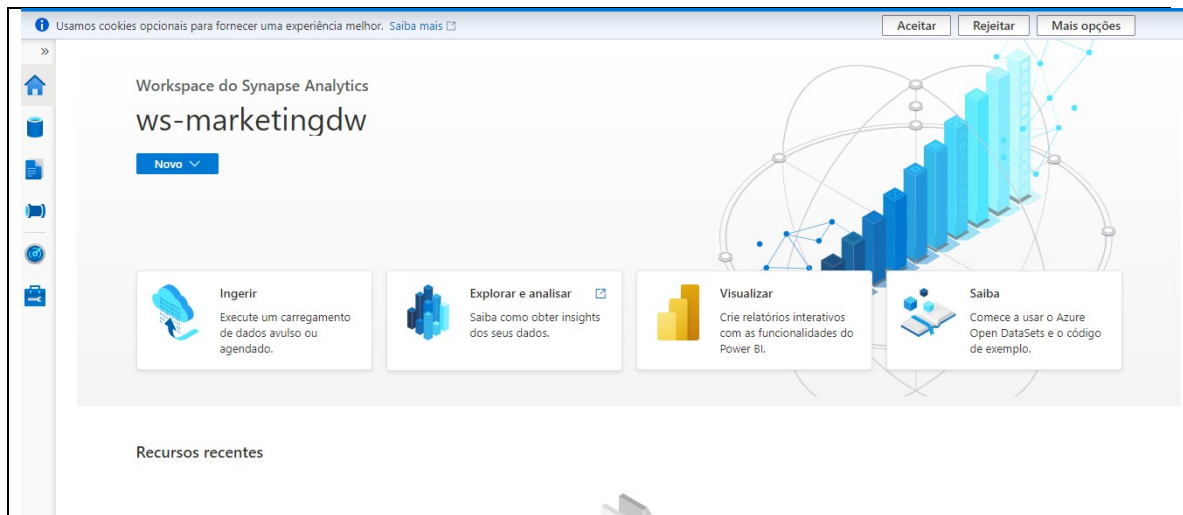 Usamos cookies opcionais para fornecer uma experiência melhor. Saiba mais
Aceitar
Rejeitar
Mais opções
Workspace do Synapse Analytics
ws-marketingdw
Novo
Ingerir
Execute um carregamento
de dados avulso ou
agendado.
Explorar e analisar
Saiba como obter insights
dos seus dados.
Visualizar
Crie relatórios interativos
com as funcionalidades do
Power BI.
Saiba
Comece a usar o Azure
Open DataSets e o código
de exemplo.
Recursos recentes